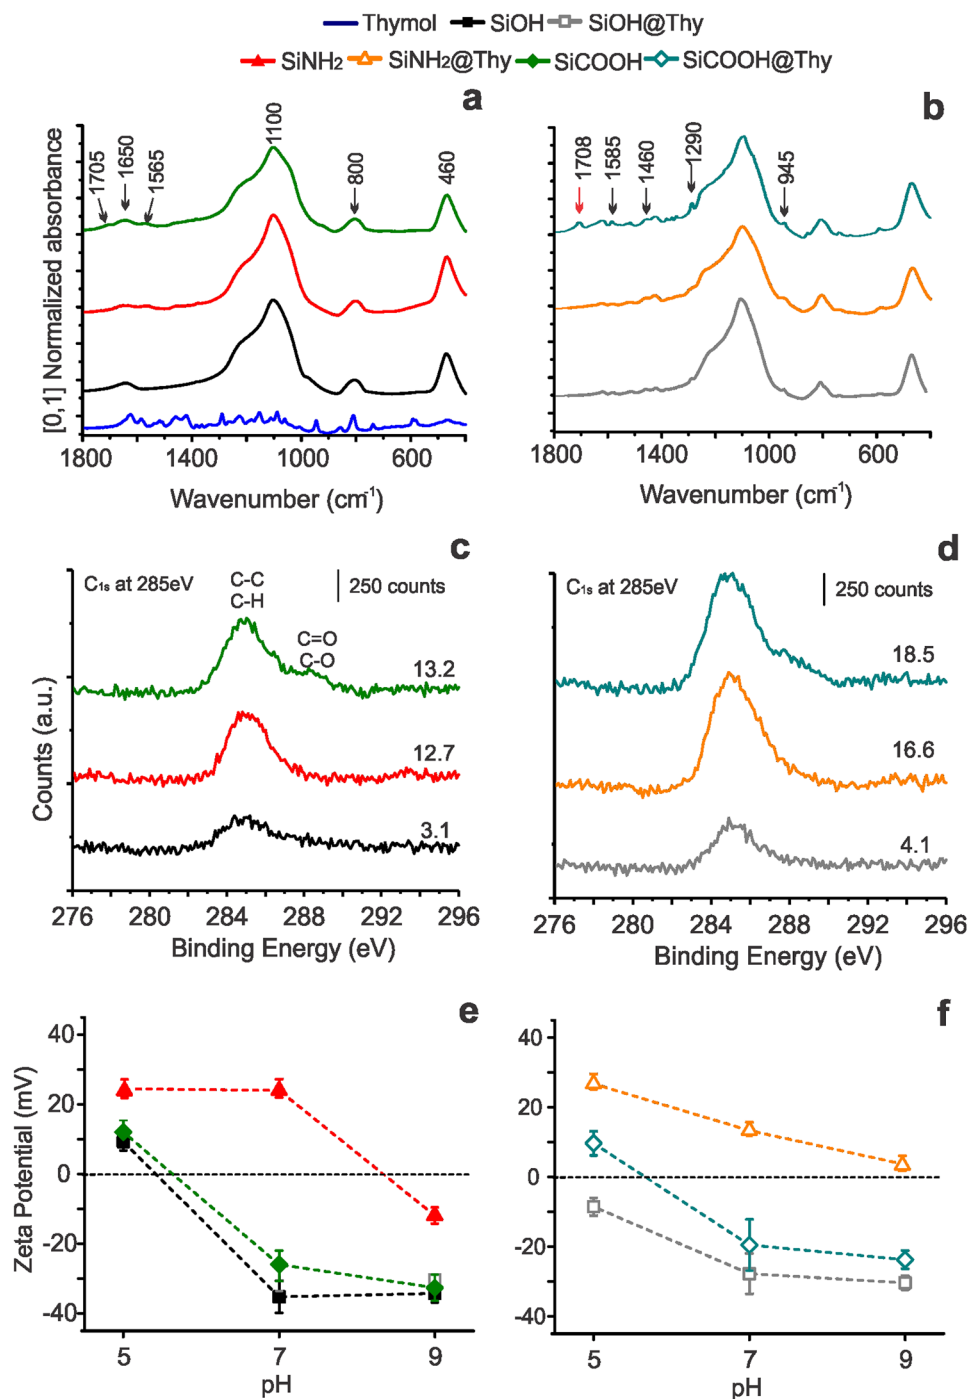 Thymol SiOH SiOH@Thy
SiNH2 SiNH2@Thy SiCOOH SiCOOH@Thy
a
[0,1] Normalized absorbance
1705 1650 1565 1100 800 460
1800 1400 1000 600
Wavenumber (cm-1)
b
1708 1585 1460 1290 945
1800 1400 1000 600
Wavenumber (cm-1)
c
C1s at 285eV
C-C
C-H
250 counts
C=O
C-O
13.2
12.7
3.1
Counts (a.u.)
276 280 284 288 292 296
Binding Energy (eV)
d
C1s at 285eV
250 counts
18.5
16.6
4.1
276 280 284 288 292 296
Binding Energy (eV)
e
Zeta Potential (mV)
40
20
0
-20
-40
5 7 9
pH
f
40
20
0
-20
-40
5 7 9
pH